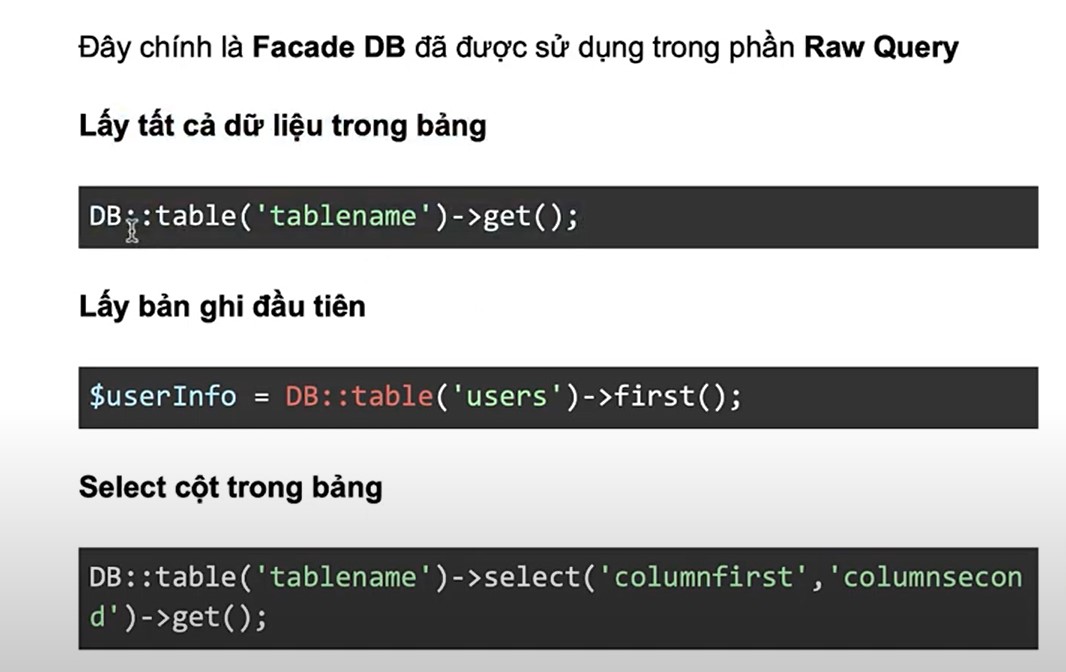 Đây chính là Facade DB đã được sử dụng trong phần Raw Query
Lấy tất cả dữ liệu trong bảng
DB::table('tablename')->get();
Lấy bản ghi đầu tiên
$userInfo = DB::table('users')->first();
Select cột trong bảng
DB::table('tablename')->select('columnfirst','columnsecon
d')->get();